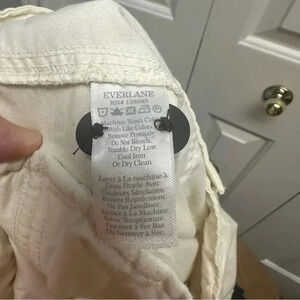 EVERLANE
Machine Wash
With Like Colors
Remove Promptly
Do Not Bleach
Tumble Dry Low
Cool Iron
Or Dry Clean
Laver à La machine à
L'eau Froide Avec
Couleurs Similaires
Retirer Rapidement
Ne Pas Javelliser
Sécher à La Machine
Basse Température
à Fer Bas
Ou Nettoyer à Sec